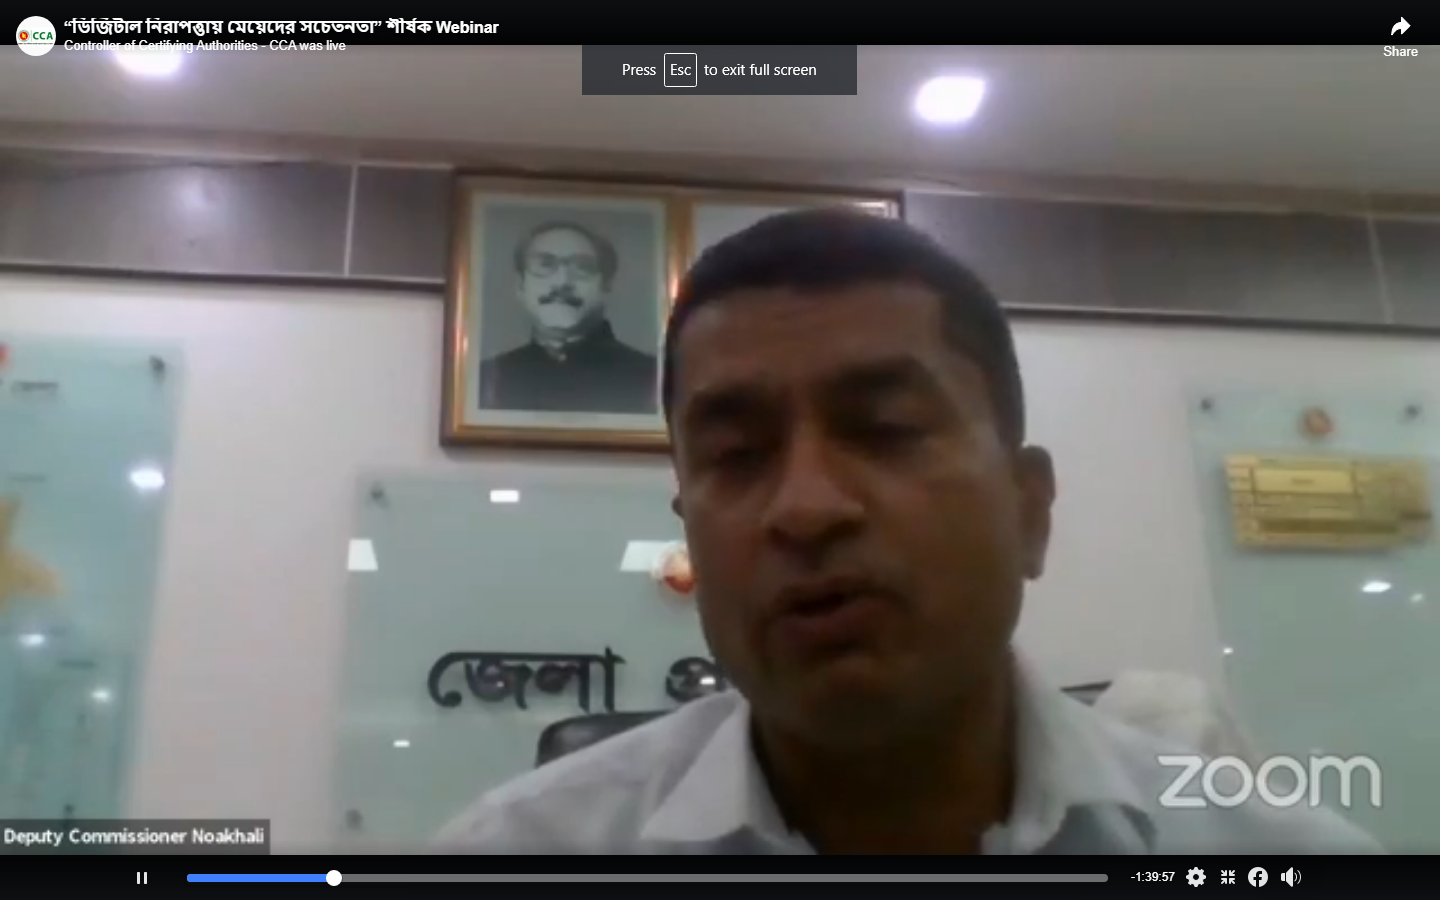 “ডিজিটাল নিরাপত্তায় মেয়েদের সচেতনতা” শীর্ষক Webinar
CCA
Controller of Certifying Authorities - CCA was live
Share
Press Esc to exit full screen
জেলা প্র
zoom
Deputy Commissioner Noakhali
-1:39:57